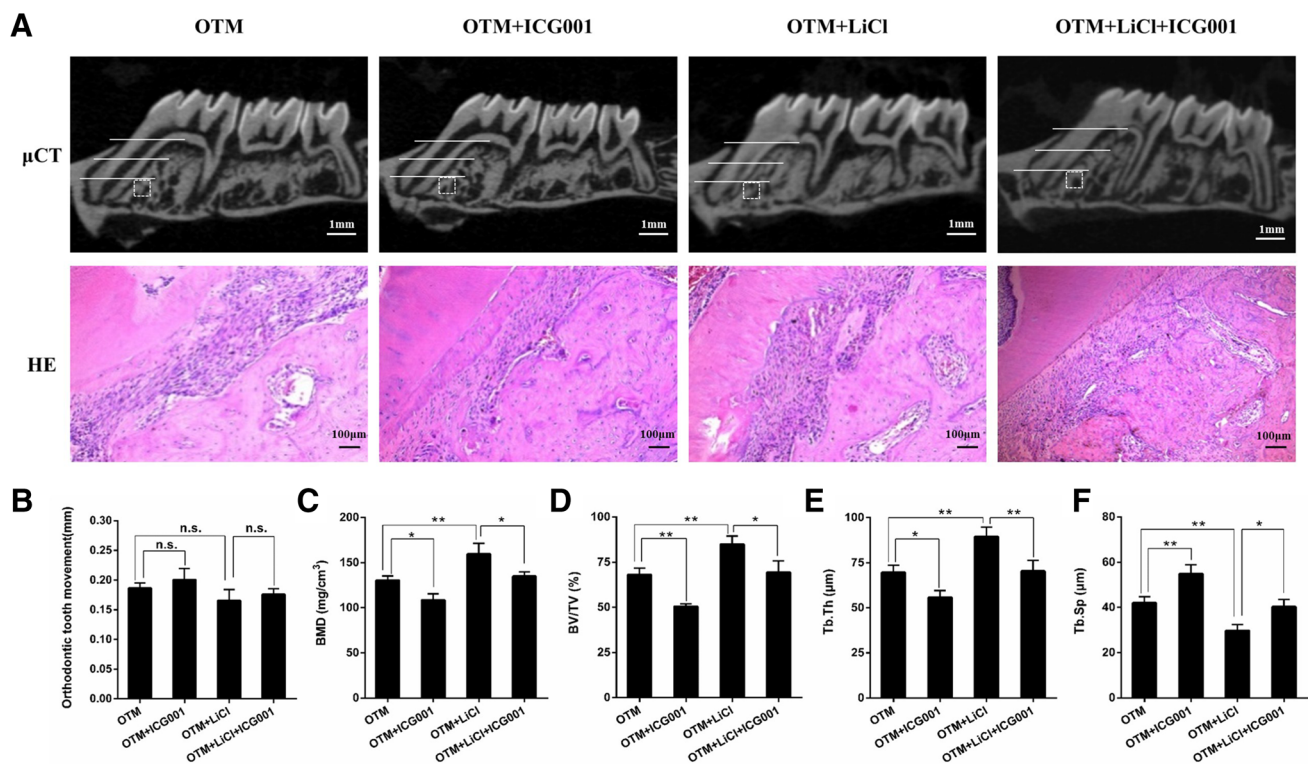 A
OTM
OTM+ICG001
OTM+LiCl
OTM+LiCl+ICG001
μCT
1mm
1mm
1mm
1mm
HE
100μm
100μm
100μm
100μm
B
Orthodontic tooth movement(mm)
0.30
0.25
0.20
0.15
0.10
0.05
0.00
n.s.
n.s.
n.s.
OTM
OTM+ICG001
OTM+LiCl
OTM+LiCl+ICG001
C
BMD (mg/cm³)
200
150
100
50
0
**
*
*
OTM
OTM+ICG001
OTM+LiCl
OTM+LiCl+ICG001
D
BV/TV (%)
100
75
50
25
0
**
**
*
OTM
OTM+ICG001
OTM+LiCl
OTM+LiCl+ICG001
E
Tb.Th (μm)
100
75
50
25
0
**
*
**
OTM
OTM+ICG001
OTM+LiCl
OTM+LiCl+ICG001
F
Tb.Sp (μm)
80
60
40
20
0
**
**
*
OTM
OTM+ICG001
OTM+LiCl
OTM+LiCl+ICG001